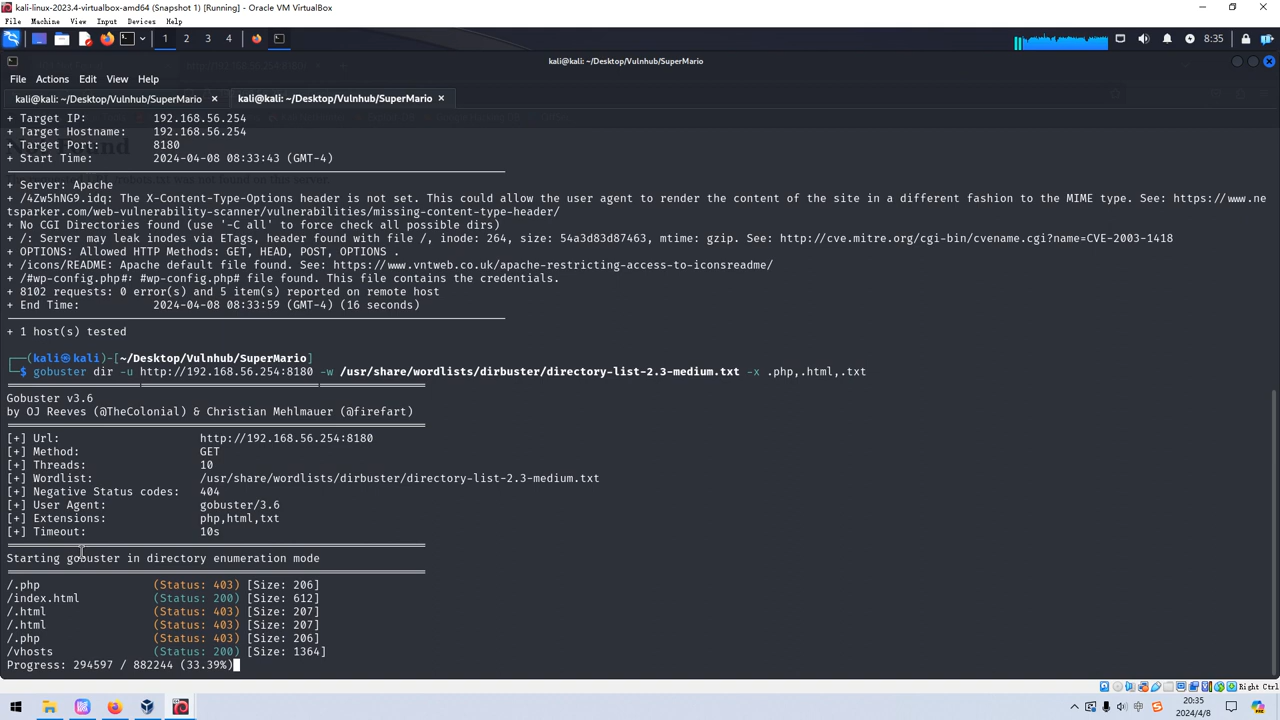 kali-linux-2023.4-virtualbox-amd64 (Snapshot 1) [Running] - Oracle VM VirtualBox
File Machine View Input Devices Help
1 2 3 4 8:35
kali@kali: ~/Desktop/Vulnhub/SuperMario
File Actions Edit View Help
kali@kali: ~/Desktop/Vulnhub/SuperMario × kali@kali: ~/Desktop/Vulnhub/SuperMario ×
+ Target IP: 192.168.56.254
+ Target Hostname: 192.168.56.254
+ Target Port: 8180
+ Start Time: 2024-04-08 08:33:43 (GMT-4)
+ Server: Apache
+ /4Zw5hNG9.idq: The X-Content-Type-Options header is not set. This could allow the user agent to render the content of the site in a different fashion to the MIME type. See: https://www.ne
tsparker.com/web-vulnerability-scanner/vulnerabilities/missing-content-type-header/
+ No CGI Directories found (use '-C all' to force check all possible dirs)
+ /: Server may leak inodes via ETags, header found with file /, inode: 264, size: 54a3d83d87463, mtime: gzip. See: http://cve.mitre.org/cgi-bin/cvename.cgi?name=CVE-2003-1418
+ OPTIONS: Allowed HTTP Methods: GET, HEAD, POST, OPTIONS .
+ /icons/README: Apache default file found. See: https://www.vntweb.co.uk/apache-restricting-access-to-iconsreadme/
+ /#wp-config.php#: #wp-config.php# file found. This file contains the credentials.
+ 8102 requests: 0 error(s) and 5 item(s) reported on remote host
+ End Time: 2024-04-08 08:33:59 (GMT-4) (16 seconds)
+ 1 host(s) tested
┌──(kali㉿kali)-[~/Desktop/Vulnhub/SuperMario]
└─$ gobuster dir -u http://192.168.56.254:8180 -w /usr/share/wordlists/dirbuster/directory-list-2.3-medium.txt -x .php,.html,.txt
Gobuster v3.6
by OJ Reeves (@TheColonial) & Christian Mehlmauer (@firefart)
[+] Url: http://192.168.56.254:8180
[+] Method: GET
[+] Threads: 10
[+] Wordlist: /usr/share/wordlists/dirbuster/directory-list-2.3-medium.txt
[+] Negative Status codes: 404
[+] User Agent: gobuster/3.6
[+] Extensions: php,html,txt
[+] Timeout: 10s
Starting gobuster in directory enumeration mode
/.php (Status: 403) [Size: 206]
/index.html (Status: 200) [Size: 612]
/.html (Status: 403) [Size: 207]
/.html (Status: 403) [Size: 207]
/.php (Status: 403) [Size: 206]
/vhosts (Status: 200) [Size: 1364]
Progress: 294597 / 882244 (33.39%)
Right Ctrl
中
20:35
2024/4/8